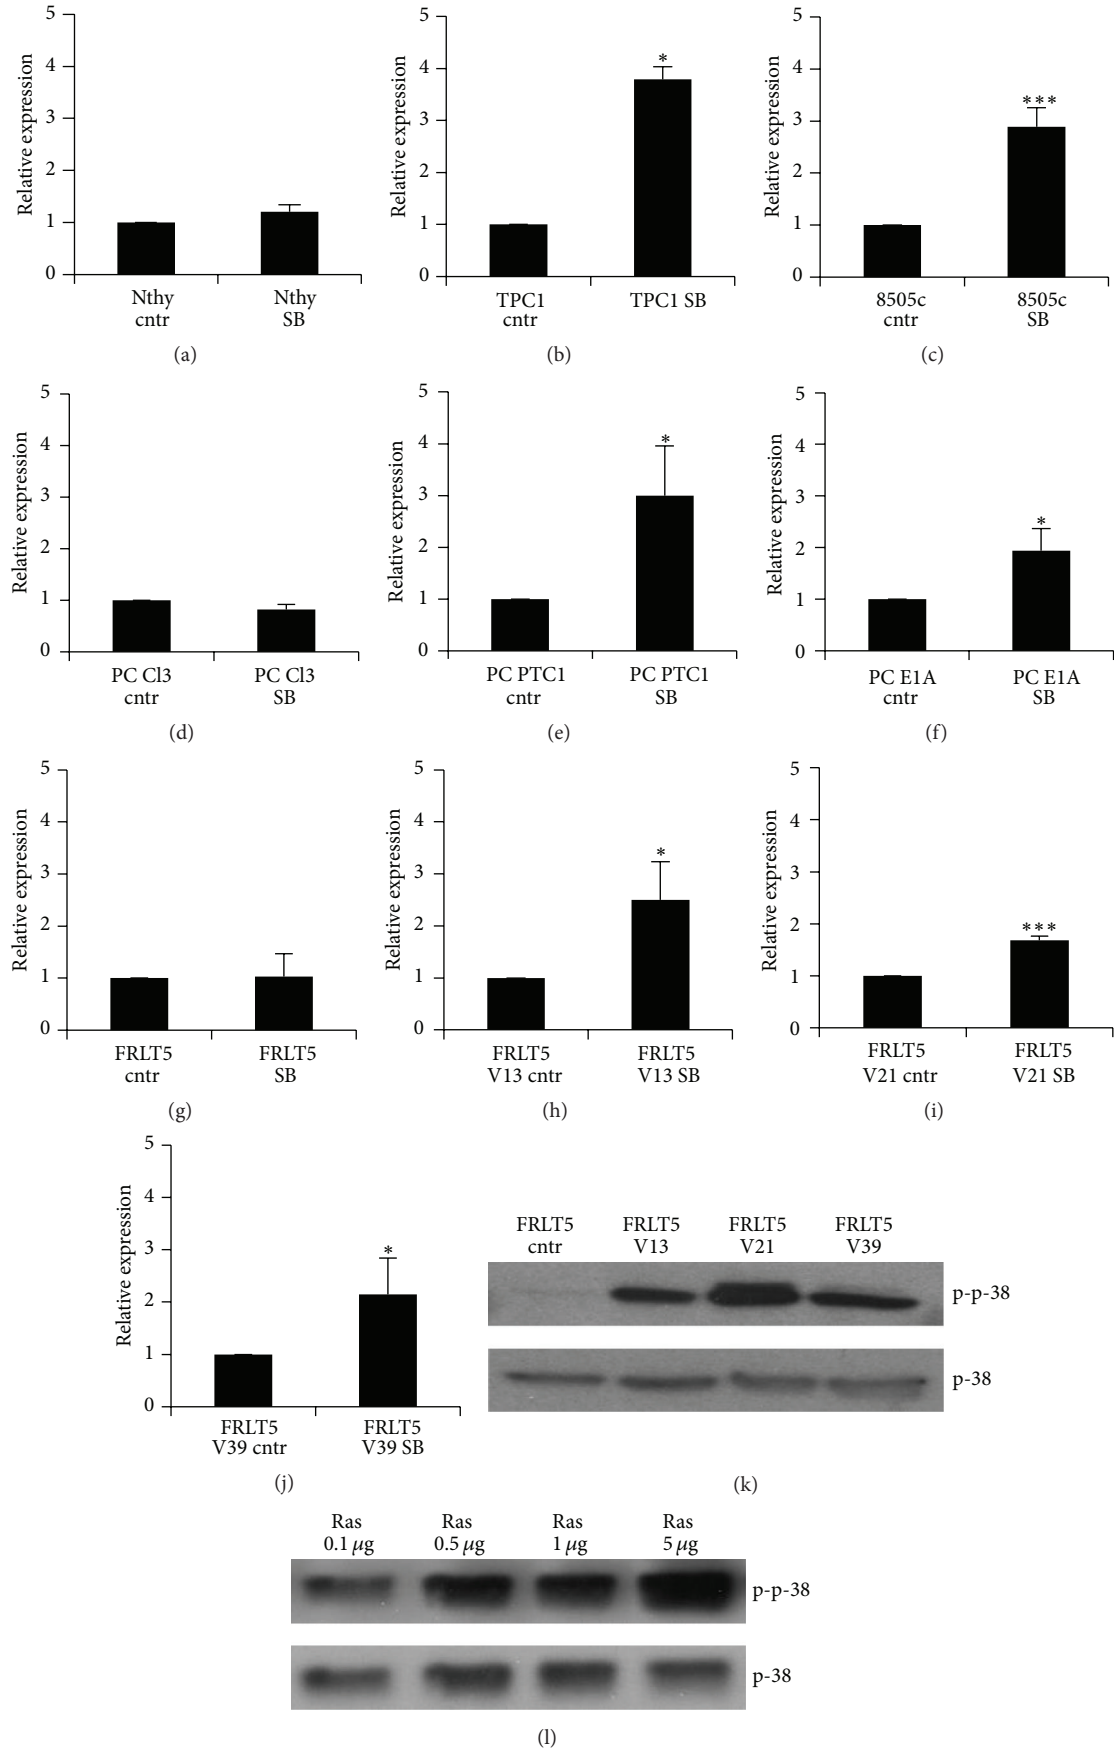 5
4
3
2
1
0
Relative expression
Nthy
cntr
Nthy
SB
(a)
5
4
3
2
1
0
Relative expression
*
TPC1
cntr
TPC1 SB
(b)
5
4
3
2
1
0
Relative expression
***
8505c
cntr
8505c
SB
(c)
5
4
3
2
1
0
Relative expression
PC Cl3
cntr
PC Cl3
SB
(d)
5
4
3
2
1
0
Relative expression
*
PC PTC1
cntr
PC PTC1
SB
(e)
5
4
3
2
1
0
Relative expression
*
PC E1A
cntr
PC E1A
SB
(f)
5
4
3
2
1
0
Relative expression
FRLT5
cntr
FRLT5
SB
(g)
5
4
3
2
1
0
Relative expression
*
FRLT5
V13 cntr
FRLT5
V13 SB
(h)
5
4
3
2
1
0
Relative expression
***
FRLT5
V21 cntr
FRLT5
V21 SB
(i)
5
4
3
2
1
0
Relative expression
*
FRLT5
V39 cntr
FRLT5
V39 SB
(j)
FRLT5
cntr
FRLT5
V13
FRLT5
V21
FRLT5
V39
p-p-38
p-38
(k)
Ras
0.1 μg
Ras
0.5 μg
Ras
1 μg
Ras
5 μg
p-p-38
p-38
(l)